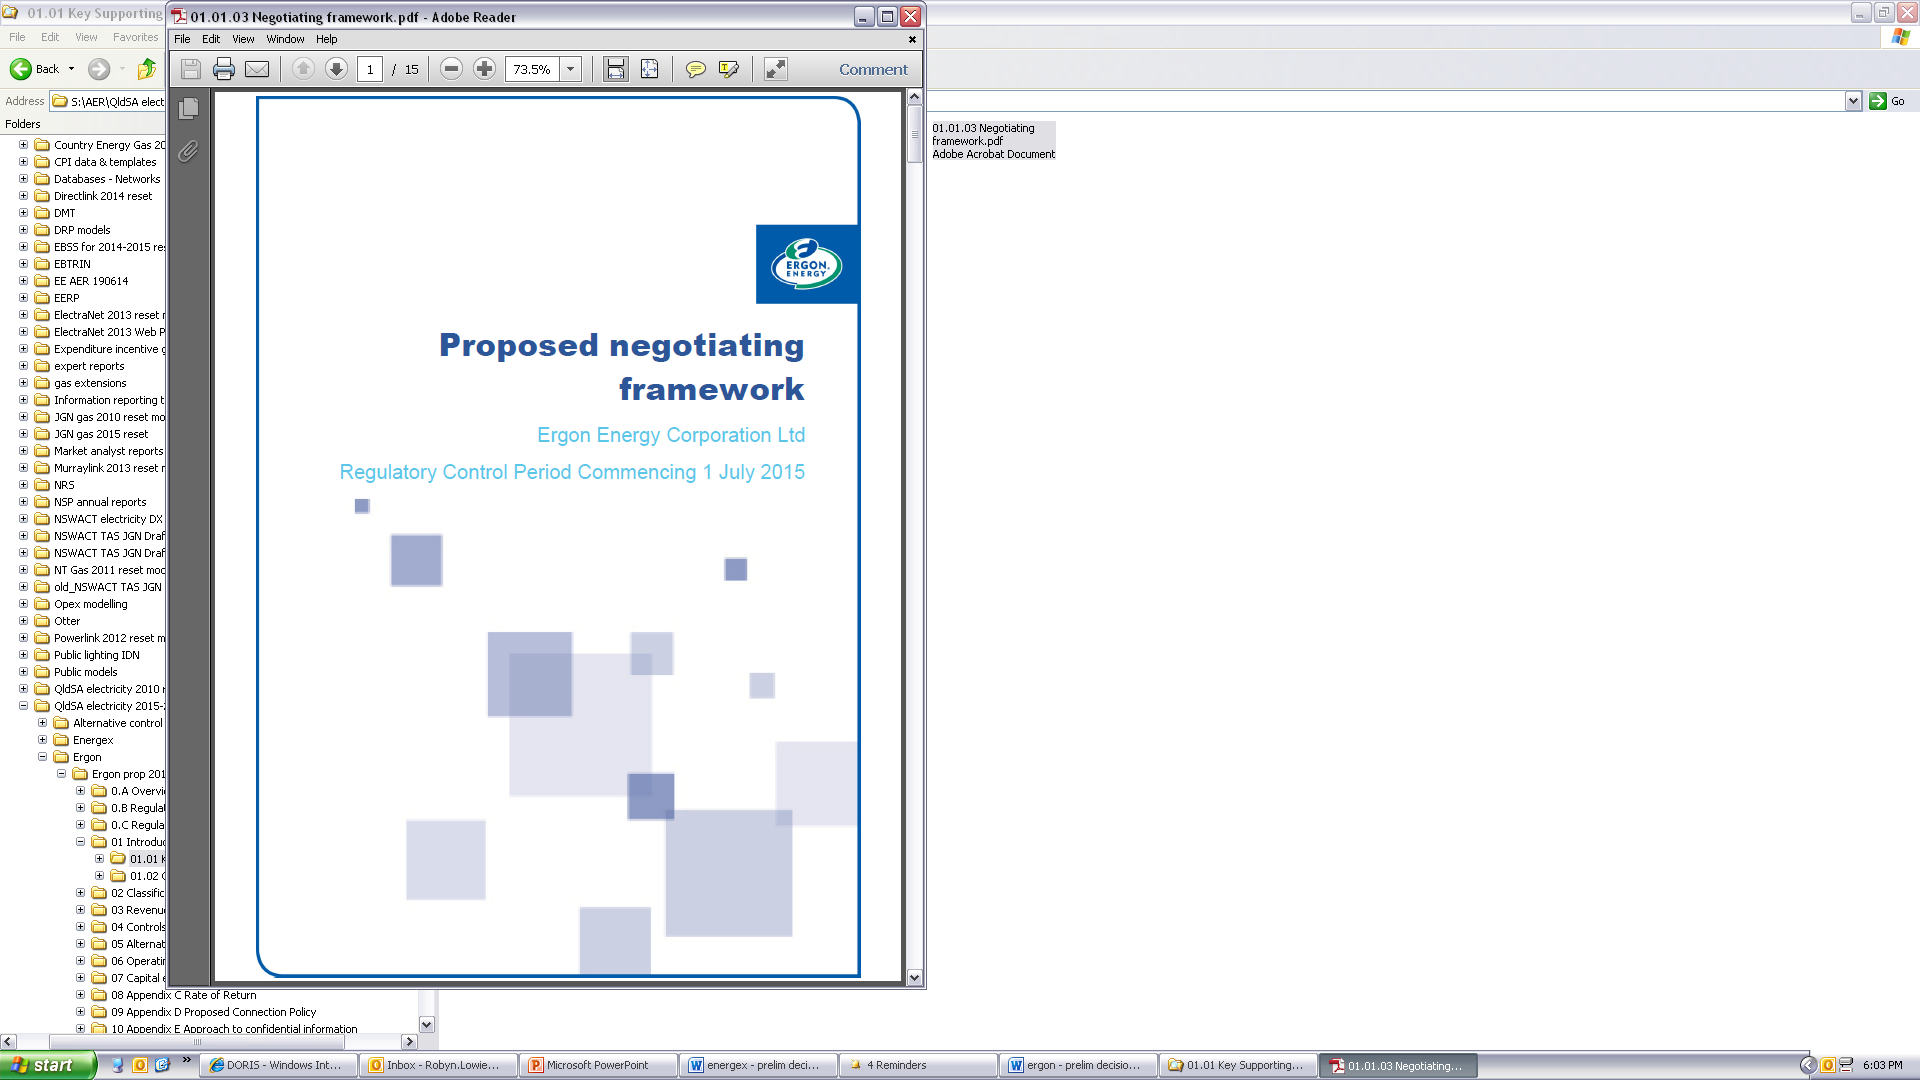 01.01 Key Supporting
01.01.03 Negotiating framework.pdf - Adobe Reader
File Edit View Favorites
File Edit View Window Help
Back
1 / 15
73.5%
Comment
Address S:\AER\QldSA elect
Go
Folders
Country Energy Gas 20
CPI data & templates
Databases - Networks
Directlink 2014 reset
DMT
DRP models
EBSS for 2014-2015 res
EBTRIN
EE AER 190614
EERP
ElectraNet 2013 reset r
ElectraNet 2013 Web P
Expenditure incentive g
expert reports
gas extensions
Information reporting t
JGN gas 2010 reset mo
JGN gas 2015 reset
Market analyst reports
Murraylink 2013 reset r
NRS
NSP annual reports
NSWACT electricity DX
NSWACT TAS JGN Draf
NSWACT TAS JGN Draf
NT Gas 2011 reset moc
old_NSWACT TAS JGN
Opex modelling
Otter
Powerlink 2012 reset m
Public lighting IDN
Public models
QldSA electricity 2010 r
QldSA electricity 2015-2
Alternative control
Energex
Ergon
Ergon prop 201
0.A Overvi
0.B Regulat
0.C Regula
01 Introduc
01.01 K
01.02 C
02 Classific
03 Revenu
04 Controls
05 Alternat
06 Operatin
07 Capital e
08 Appendix C Rate of Return
09 Appendix D Proposed Connection Policy
10 Appendix E Approach to confidential information
ERGON.
ENERGY
Proposed negotiating
framework
Ergon Energy Corporation Ltd
Regulatory Control Period Commencing 1 July 2015
01.01.03 Negotiating
framework.pdf
Adobe Acrobat Document
start
DORIS - Windows Int...
Inbox - Robyn.Lowie...
Microsoft PowerPoint
energex - prelim deci...
4 Reminders
ergon - prelim decisio...
01.01 Key Supporting...
01.01.03 Negotiating...
6:03 PM